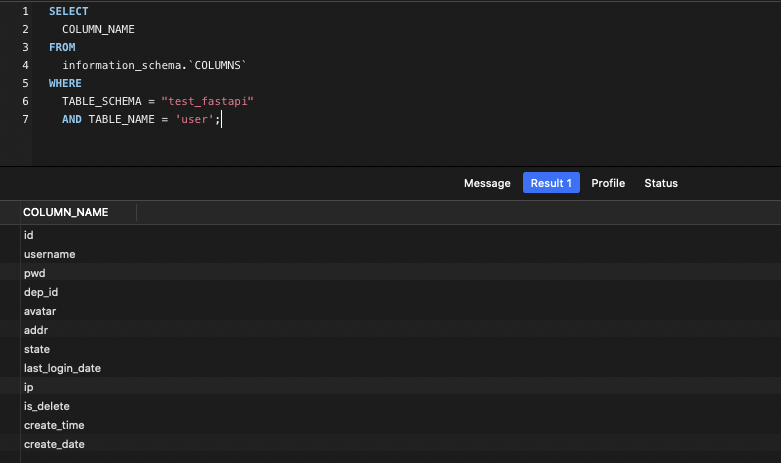 1 SELECT
2 COLUMN_NAME
3 FROM
4 information_schema.`COLUMNS`
5 WHERE
6 TABLE_SCHEMA = "test_fastapi"
7 AND TABLE_NAME = 'user';
Message Result 1 Profile Status
COLUMN_NAME
id
username
pwd
dep_id
avatar
addr
state
last_login_date
ip
is_delete
create_time
create_date